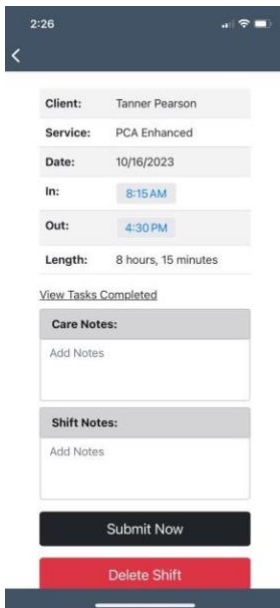 2:26
Client: Tanner Pearson
Service: PCA Enhanced
Date: 10/16/2023
In: 8:15 AM
Out: 4:30 PM
Length: 8 hours, 15 minutes
View Tasks Completed
Care Notes:
Add Notes
Shift Notes:
Add Notes
Submit Now
Delete Shift